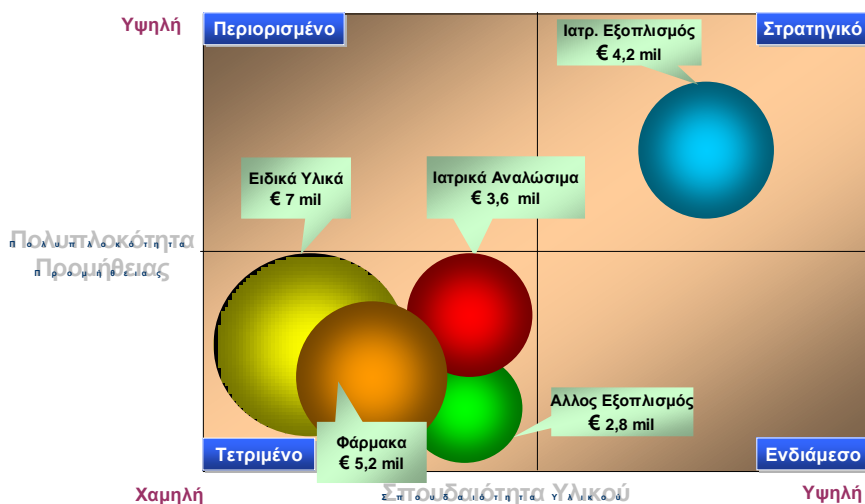 Υψηλή
Περιορισμένο
Ιατρ. Εξοπλισμός
€ 4,2 mil
Στρατηγικό
Ειδικά Υλικά
€ 7 mil
Ιατρικά Αναλώσιμα
€ 3,6 mil
Πολυπλοκότητα
Προμήθειας
Αλλος Εξοπλισμός
€ 2,8 mil
Φάρμακα
€ 5,2 mil
Τετριμένο
Ενδιάμεσο
Χαμηλή
Σπουδαιότητα Υλικού
Υψηλή